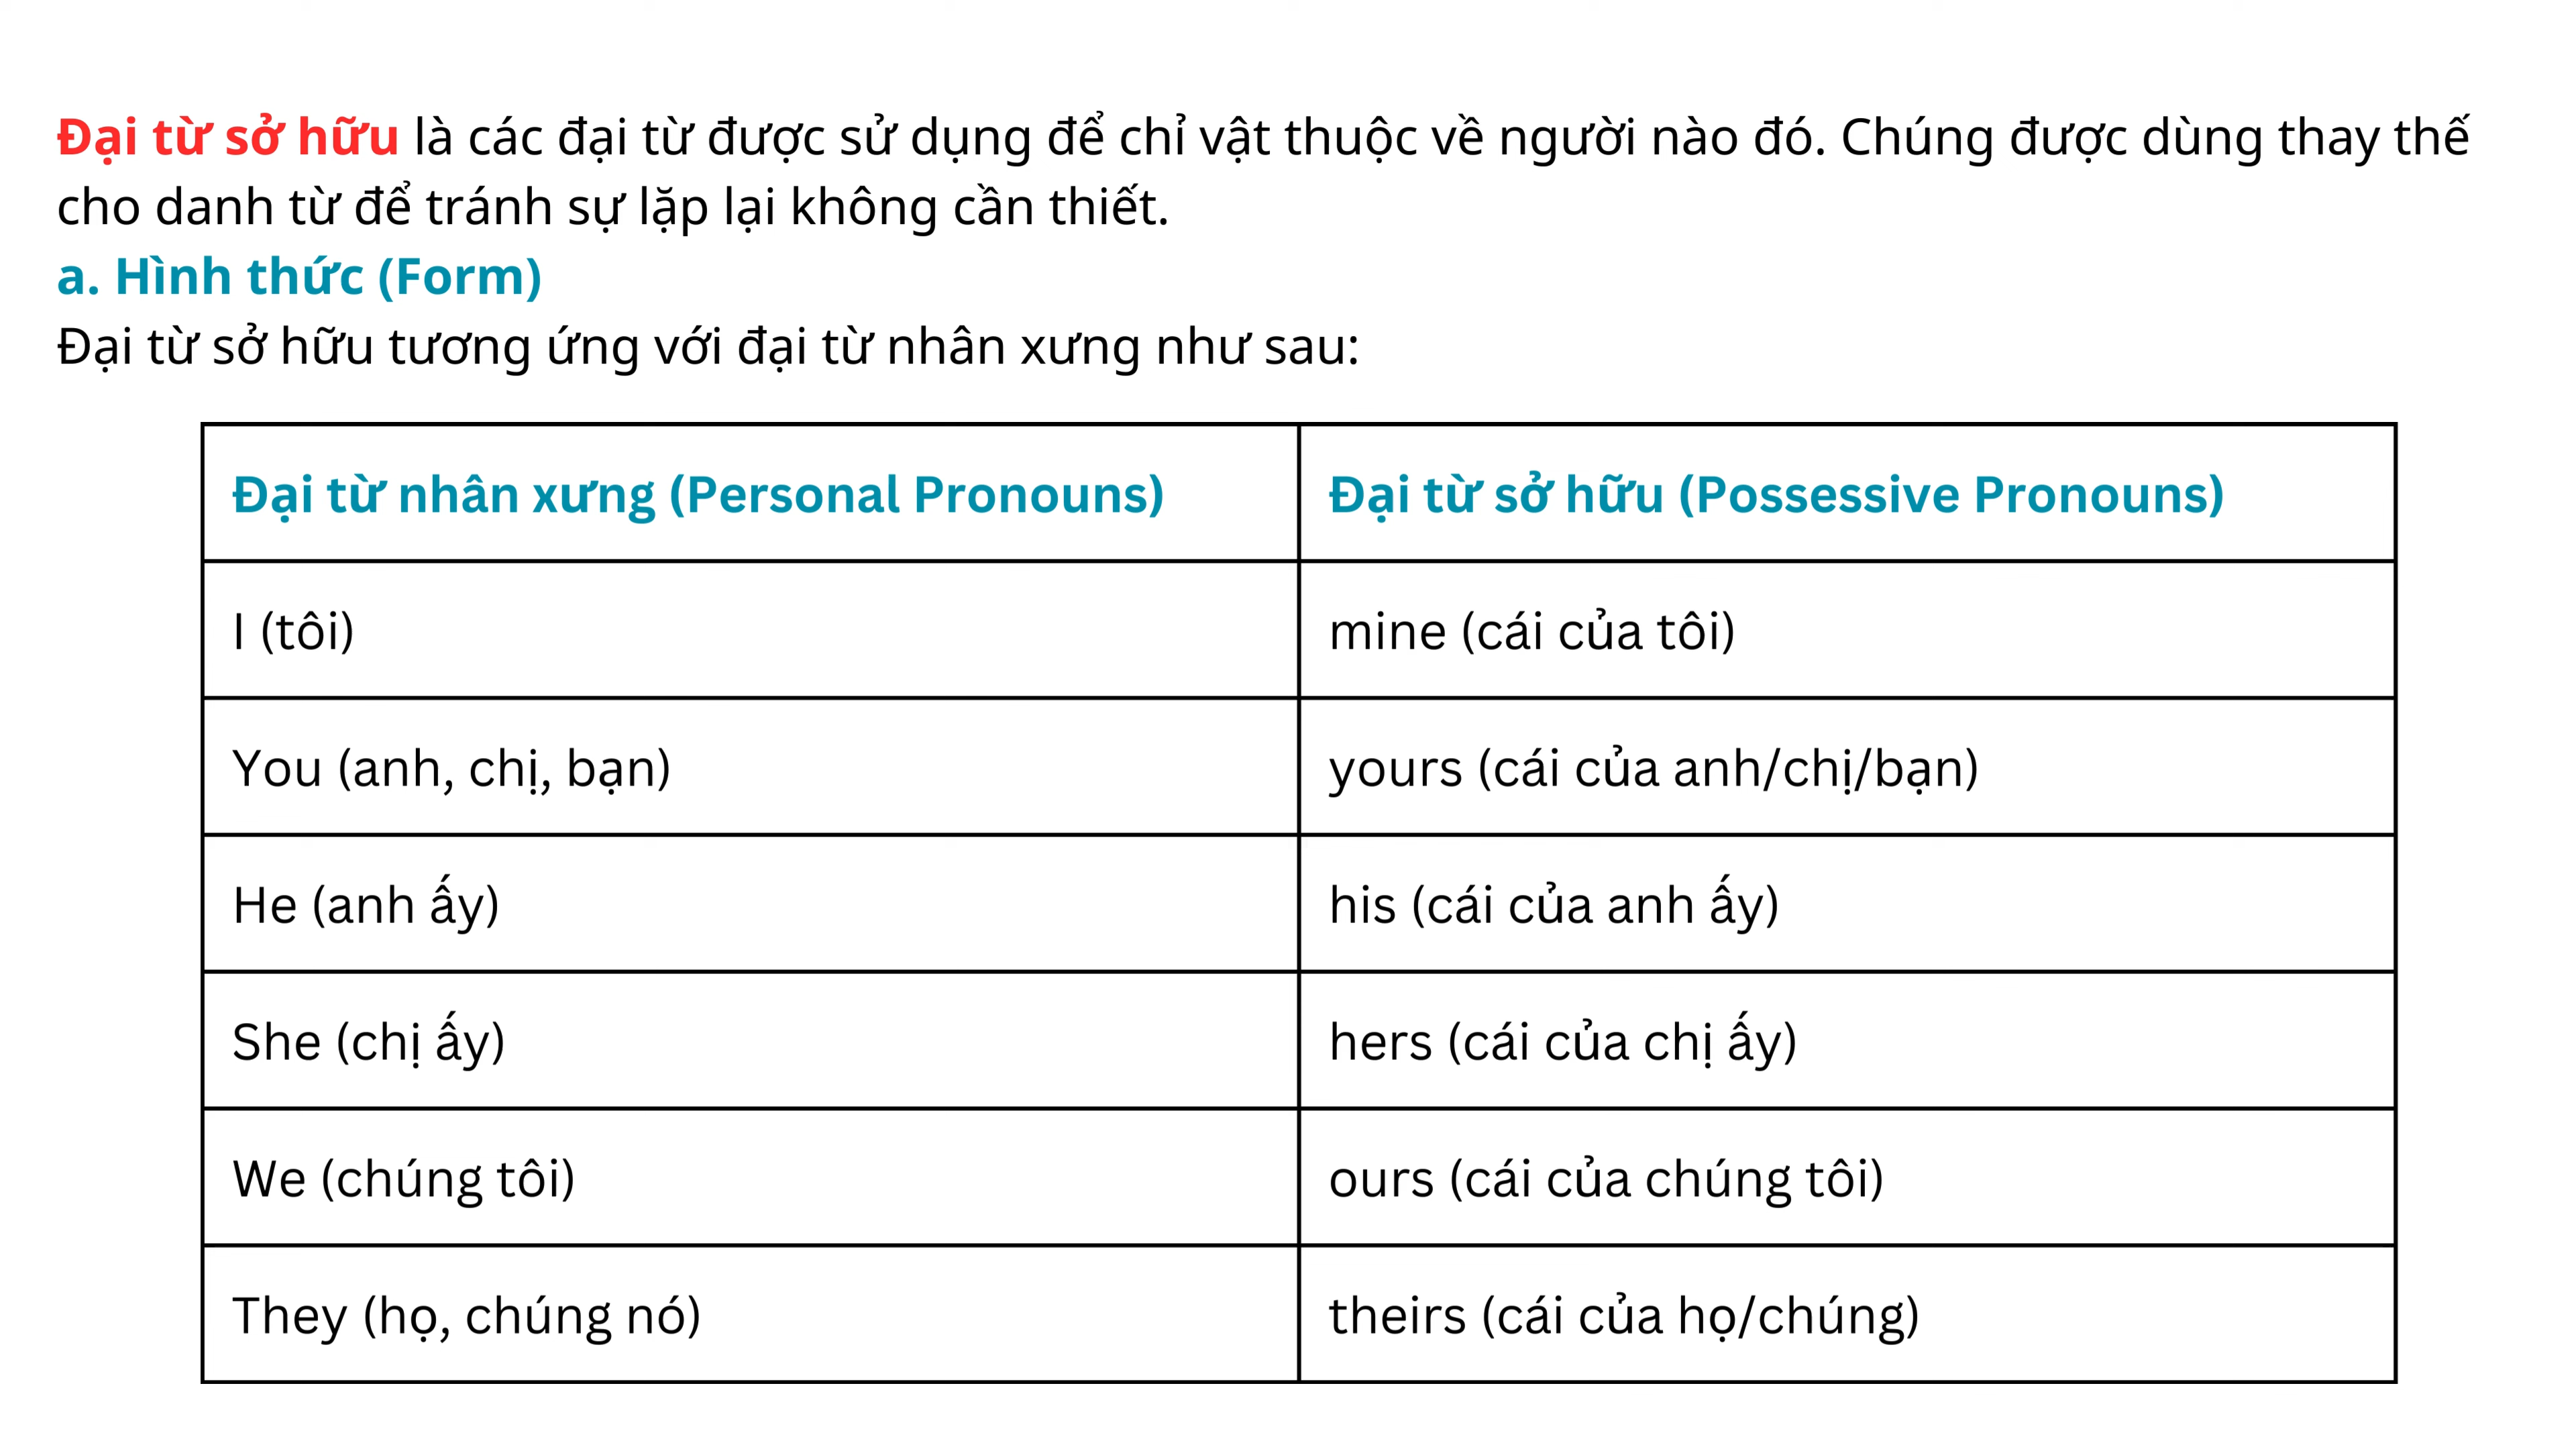 Đại từ sở hữu là các đại từ được sử dụng để chỉ vật thuộc về người nào đó. Chúng được dùng thay thế
cho danh từ để tránh sự lặp lại không cần thiết.
a. Hình thức (Form)
Đại từ sở hữu tương ứng với đại từ nhân xưng như sau:
Đại từ nhân xưng (Personal Pronouns) Đại từ sở hữu (Possessive Pronouns)
I (tôi) mine (cái của tôi)
You (anh, chị, bạn) yours (cái của anh/chị/bạn)
He (anh ấy) his (cái của anh ấy)
She (chị ấy) hers (cái của chị ấy)
We (chúng tôi) ours (cái của chúng tôi)
They (họ, chúng nó) theirs (cái của họ/chúng)